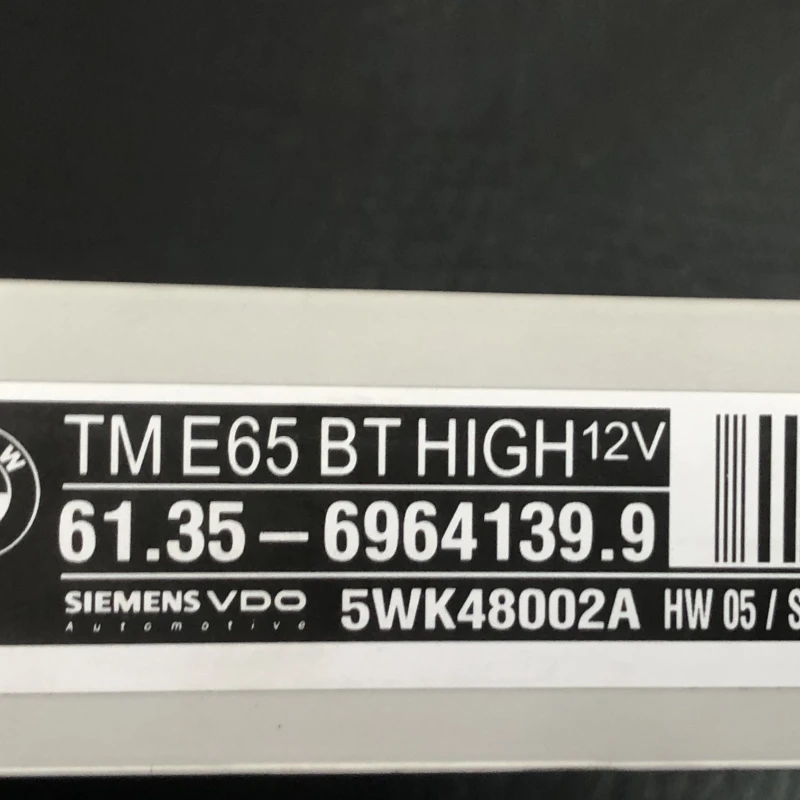 TM E65 BT HIGH 12V
61.35 – 6964139.9
SIEMENS VDO 5WK48002A HW 05 / S
Automotive
W